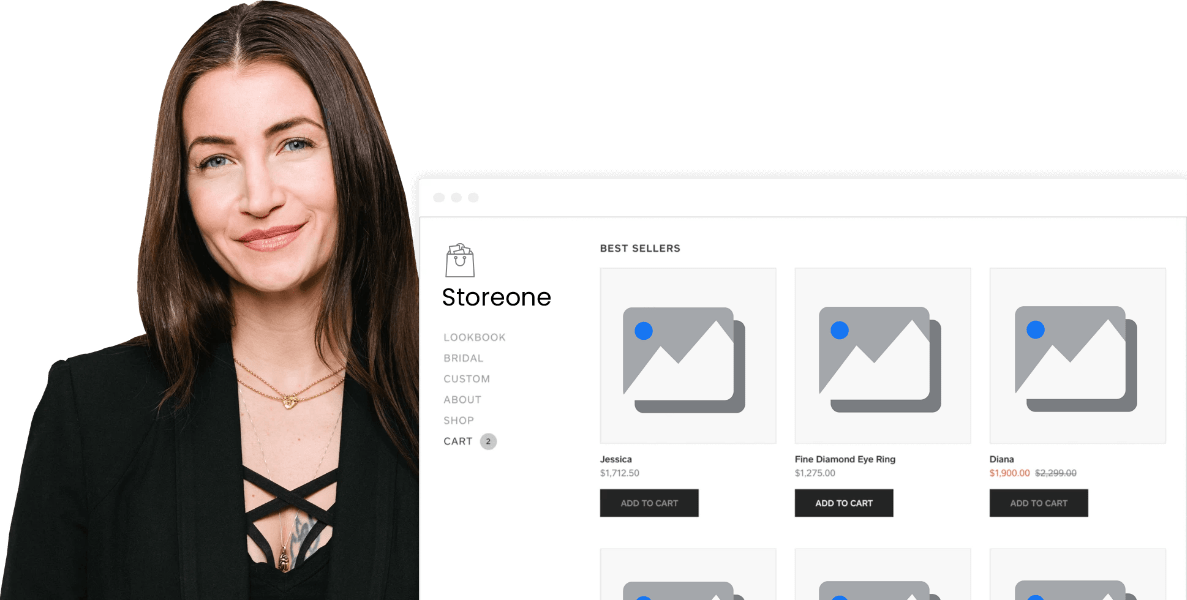 Storeone
LOOKBOOK
BRIDAL
CUSTOM
ABOUT
SHOP
CART 2
BEST SELLERS
Jessica
$1,712.50
ADD TO CART
Fine Diamond Eye Ring
$1,275.00
ADD TO CART
Diana
$1,900.00 $2,299.00
ADD TO CART